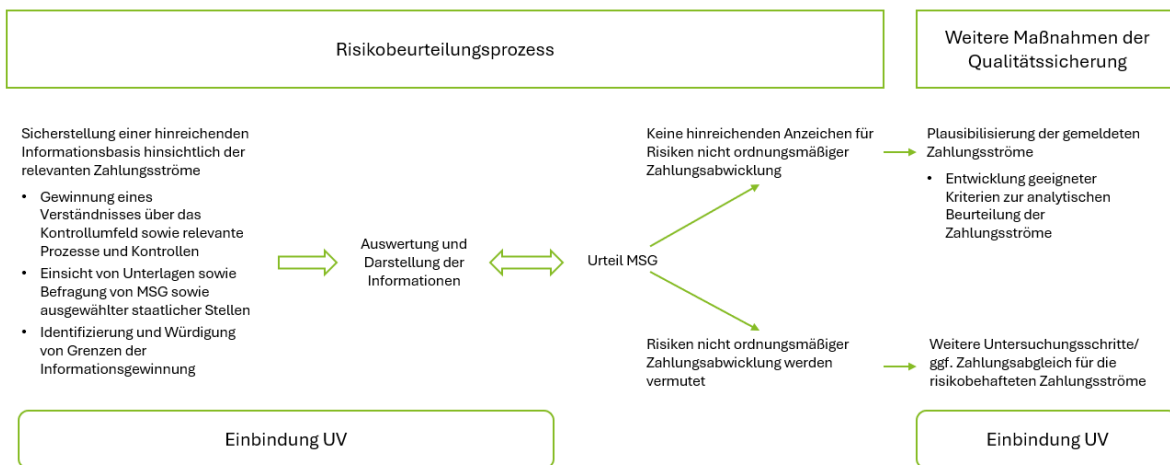 Risikobeurteilungsprozess
Weitere Maßnahmen der
Qualitätssicherung
Sicherstellung einer hinreichenden
Informationsbasis hinsichtlich der
relevanten Zahlungsströme
• Gewinnung eines
Verständnisses über das
Kontrollumfeld sowie relevante
Prozesse und Kontrollen
• Einsicht von Unterlagen sowie
Befragung von MSG sowie
ausgewählter staatlicher Stellen
• Identifizierung und Würdigung
von Grenzen der
Informationsgewinnung
Auswertung und
Darstellung der
Informationen
Urteil MSG
Keine hinreichenden Anzeichen für
Risiken nicht ordnungsmäßiger
Zahlungsabwicklung
Plausibilisierung der gemeldeten
Zahlungsströme
• Entwicklung geeigneter
Kriterien zur analytischen
Beurteilung der
Zahlungsströme
Risiken nicht ordnungsmäßiger
Zahlungsabwicklung werden
vermutet
Weitere Untersuchungsschritte/
ggf. Zahlungsabgleich für die
risikobehafteten Zahlungsströme
Einbindung UV
Einbindung UV